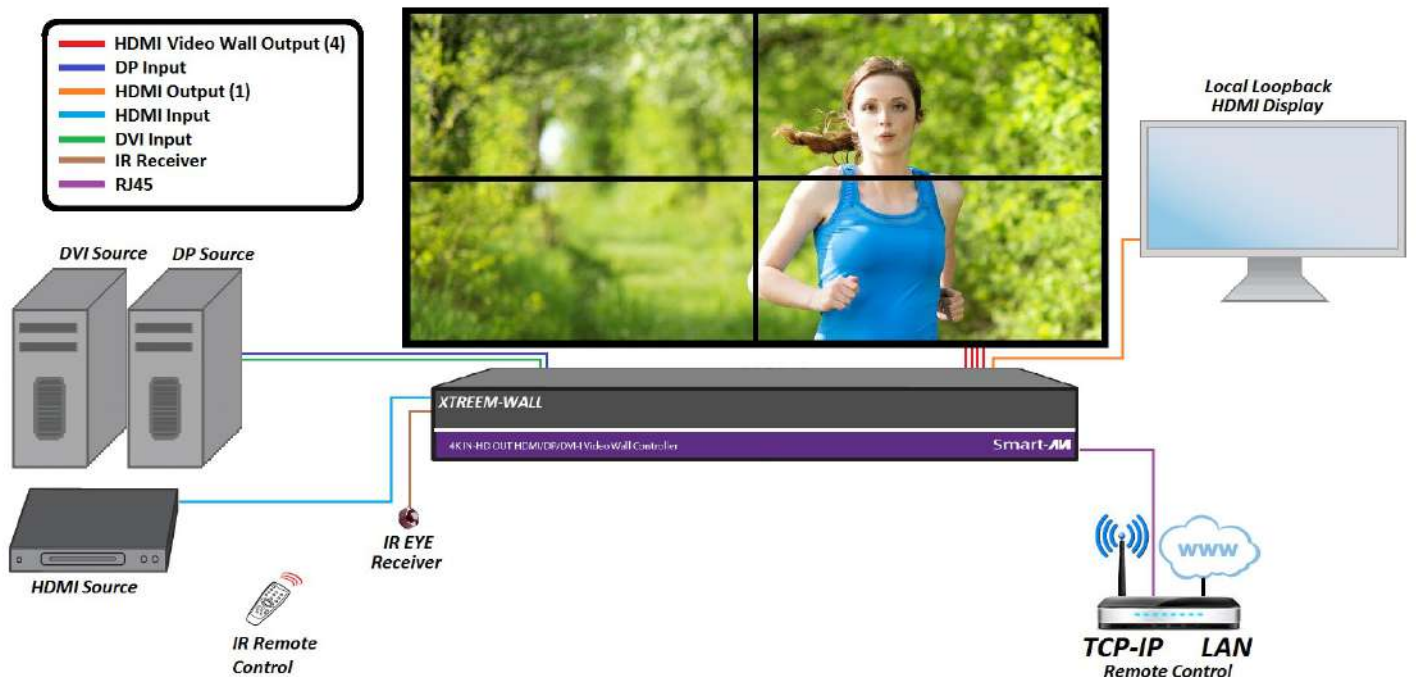 HDMI Video Wall Output (4)
DP Input
HDMI Output (1)
HDMI Input
DVI Input
IR Receiver
RJ45
Local Loopback
HDMI Display
DVI Source
DP Source
XTREEM-WALL
4K IN-HD OUT HDMI/DP/DVI-I Video Wall Controller
Smart-AVI
HDMI Source
IR EYE
Receiver
IR Remote
Control
www
TCP-IP LAN
Remote Control